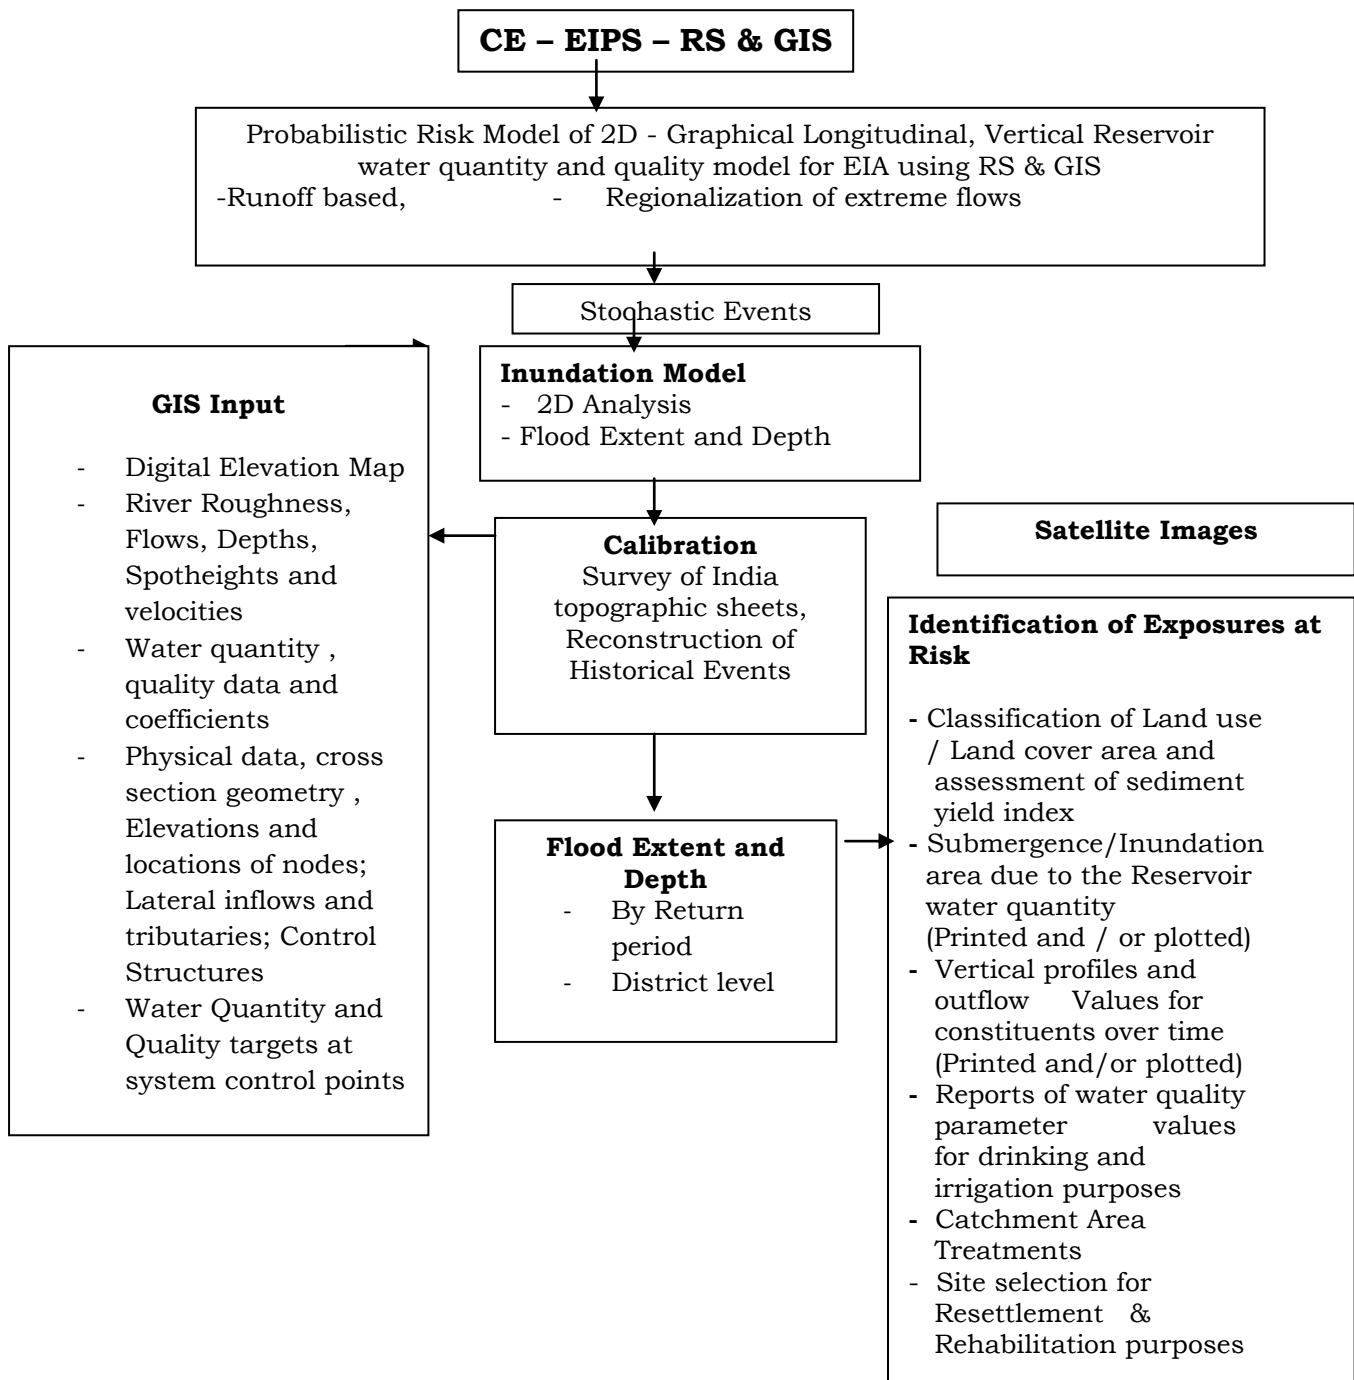 CE – EIPS – RS & GIS
Probabilistic Risk Model of 2D - Graphical Longitudinal, Vertical Reservoir
water quantity and quality model for EIA using RS & GIS
-Runoff based, - Regionalization of extreme flows
Stochastic Events
Inundation Model
- 2D Analysis
- Flood Extent and Depth
GIS Input
- Digital Elevation Map
- River Roughness,
Flows, Depths,
Spotheights and
velocities
- Water quantity ,
quality data and
coefficients
- Physical data, cross
section geometry ,
Elevations and
locations of nodes;
Lateral inflows and
tributaries; Control
Structures
- Water Quantity and
Quality targets at
system control points
Calibration
Survey of India
topographic sheets,
Reconstruction of
Historical Events
Flood Extent and
Depth
- By Return
period
- District level
Satellite Images
Identification of Exposures at
Risk
- Classification of Land use
/ Land cover area and
assessment of sediment
yield index
- Submergence/Inundation
area due to the Reservoir
water quantity
(Printed and / or plotted)
- Vertical profiles and
outflow Values for
constituents over time
(Printed and/or plotted)
- Reports of water quality
parameter values
for drinking and
irrigation purposes
- Catchment Area
Treatments
- Site selection for
Resettlement &
Rehabilitation purposes